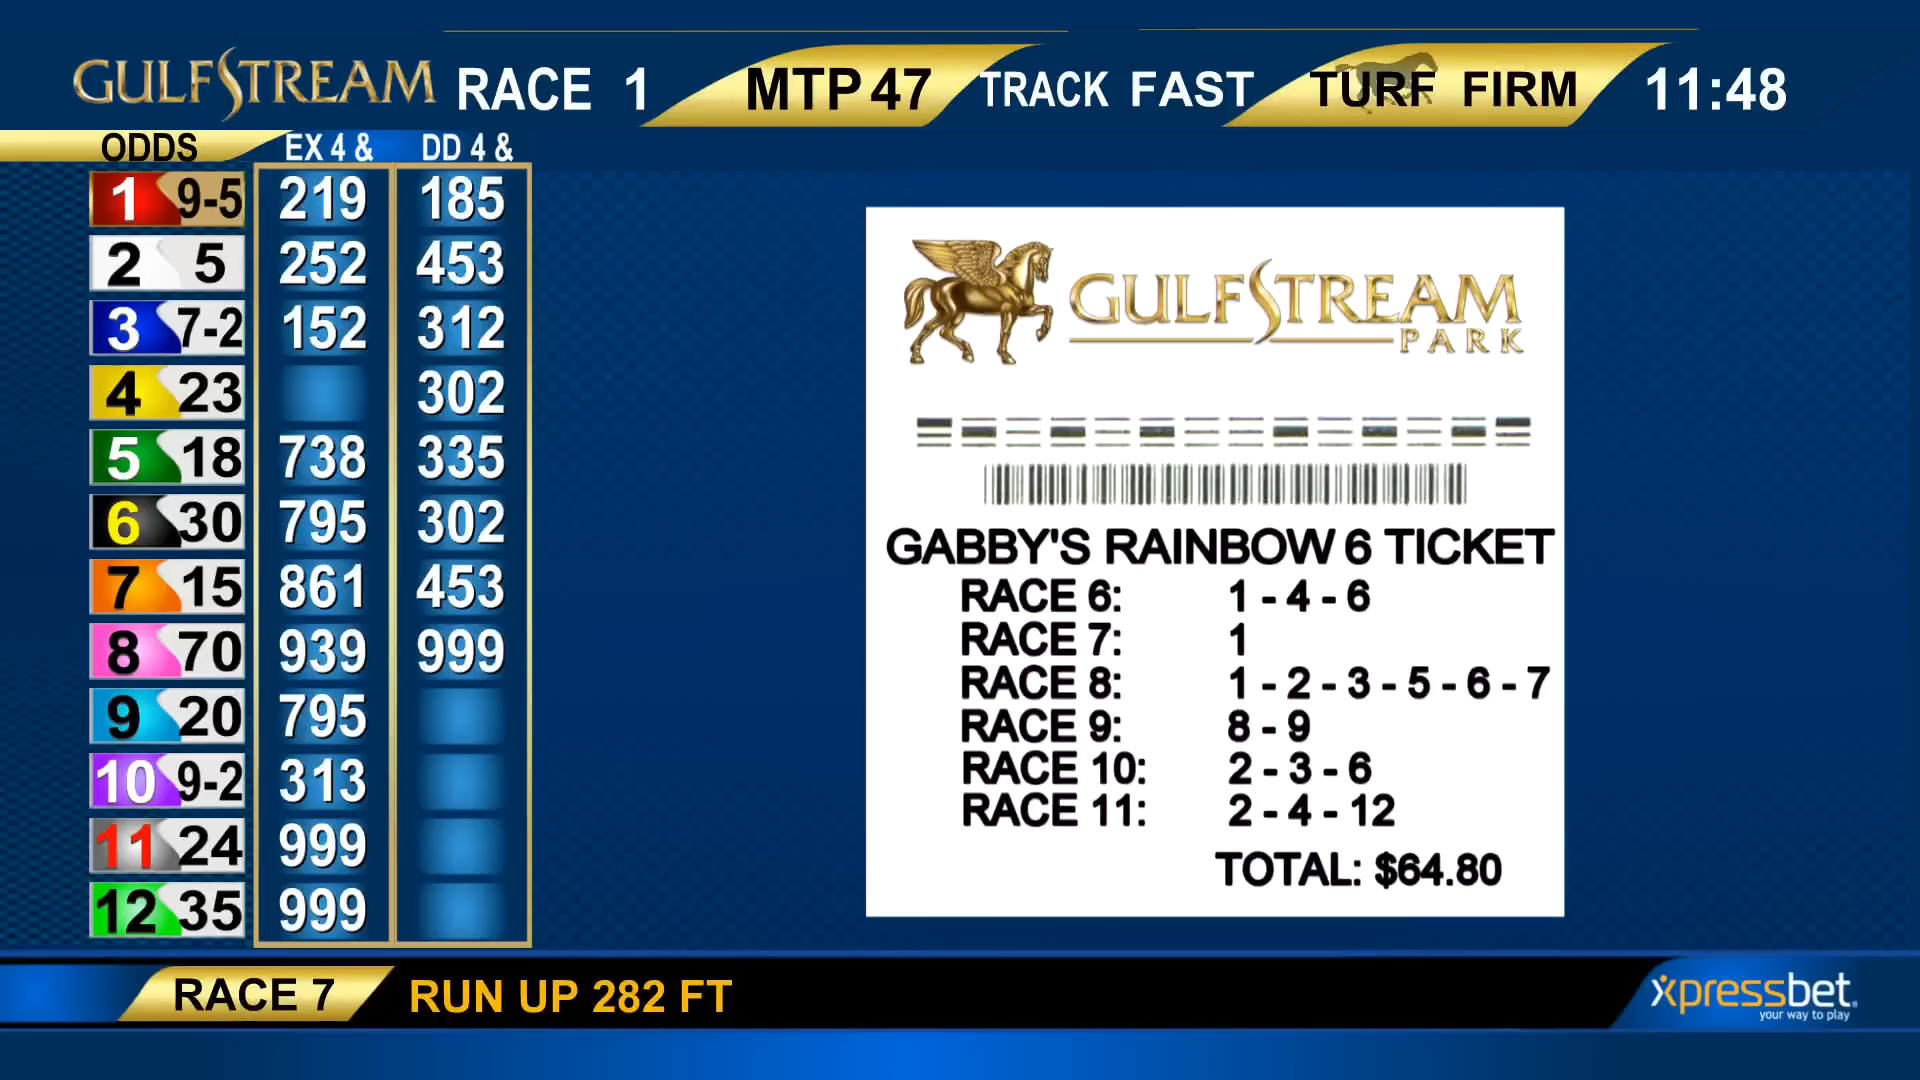 GULFSTREAM RACE 1 MTP 47 TRACK FAST TURF FIRM 11:48
ODDS EX 4 & DD 4 &
1 9-5 219 185
2 5 252 453
3 7-2 152 312
4 23 302
5 18 738 335
6 30 795 302
7 15 861 453
8 70 939 999
9 20 795
10 9-2 313
11 24 999
12 35 999
GULFSTREAM
PARK
GABBY'S RAINBOW 6 TICKET
RACE 6: 1 - 4 - 6
RACE 7: 1
RACE 8: 1 - 2 - 3 - 5 - 6 - 7
RACE 9: 8 - 9
RACE 10: 2 - 3 - 6
RACE 11: 2 - 4 - 12
TOTAL: $64.80
RACE 7 RUN UP 282 FT
xpressbet.
your way to play